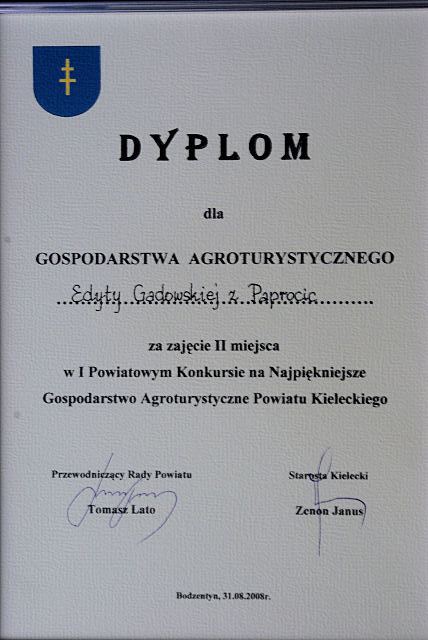 DYPLOM
dla
GOSPODARSTWA AGROTURYSTYCZNEGO
Edyty Gadowskiej z Paprocic
za zajęcie II miejsca
w I Powiatowym Konkursie na Najpiękniejsze
Gospodarstwo Agroturystyczne Powiatu Kieleckiego
Przewodniczący Rady Powiatu
Tomasz Lato
Starosta Kielecki
Zenon Janus
Bodzentyn, 31.08.2008r.